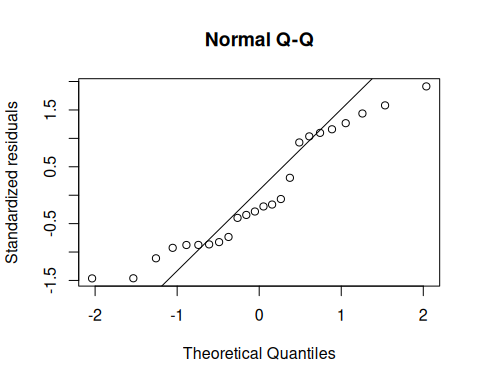 Normal Q-Q
Standardized residuals
1.5
0.5
-0.5
-1.5
-2 -1 0 1 2
Theoretical Quantiles